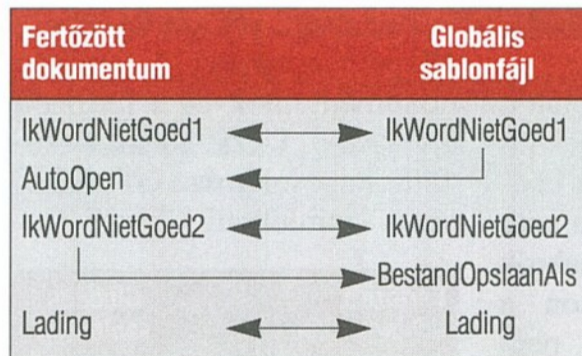 Fertőzött Globális
dokumentum sablonfájl
IkWordNietGoed1 IkWordNietGoed1
AutoOpen
IkWordNietGoed2 IkWordNietGoed2
BestandOpslaanAls
Lading Lading